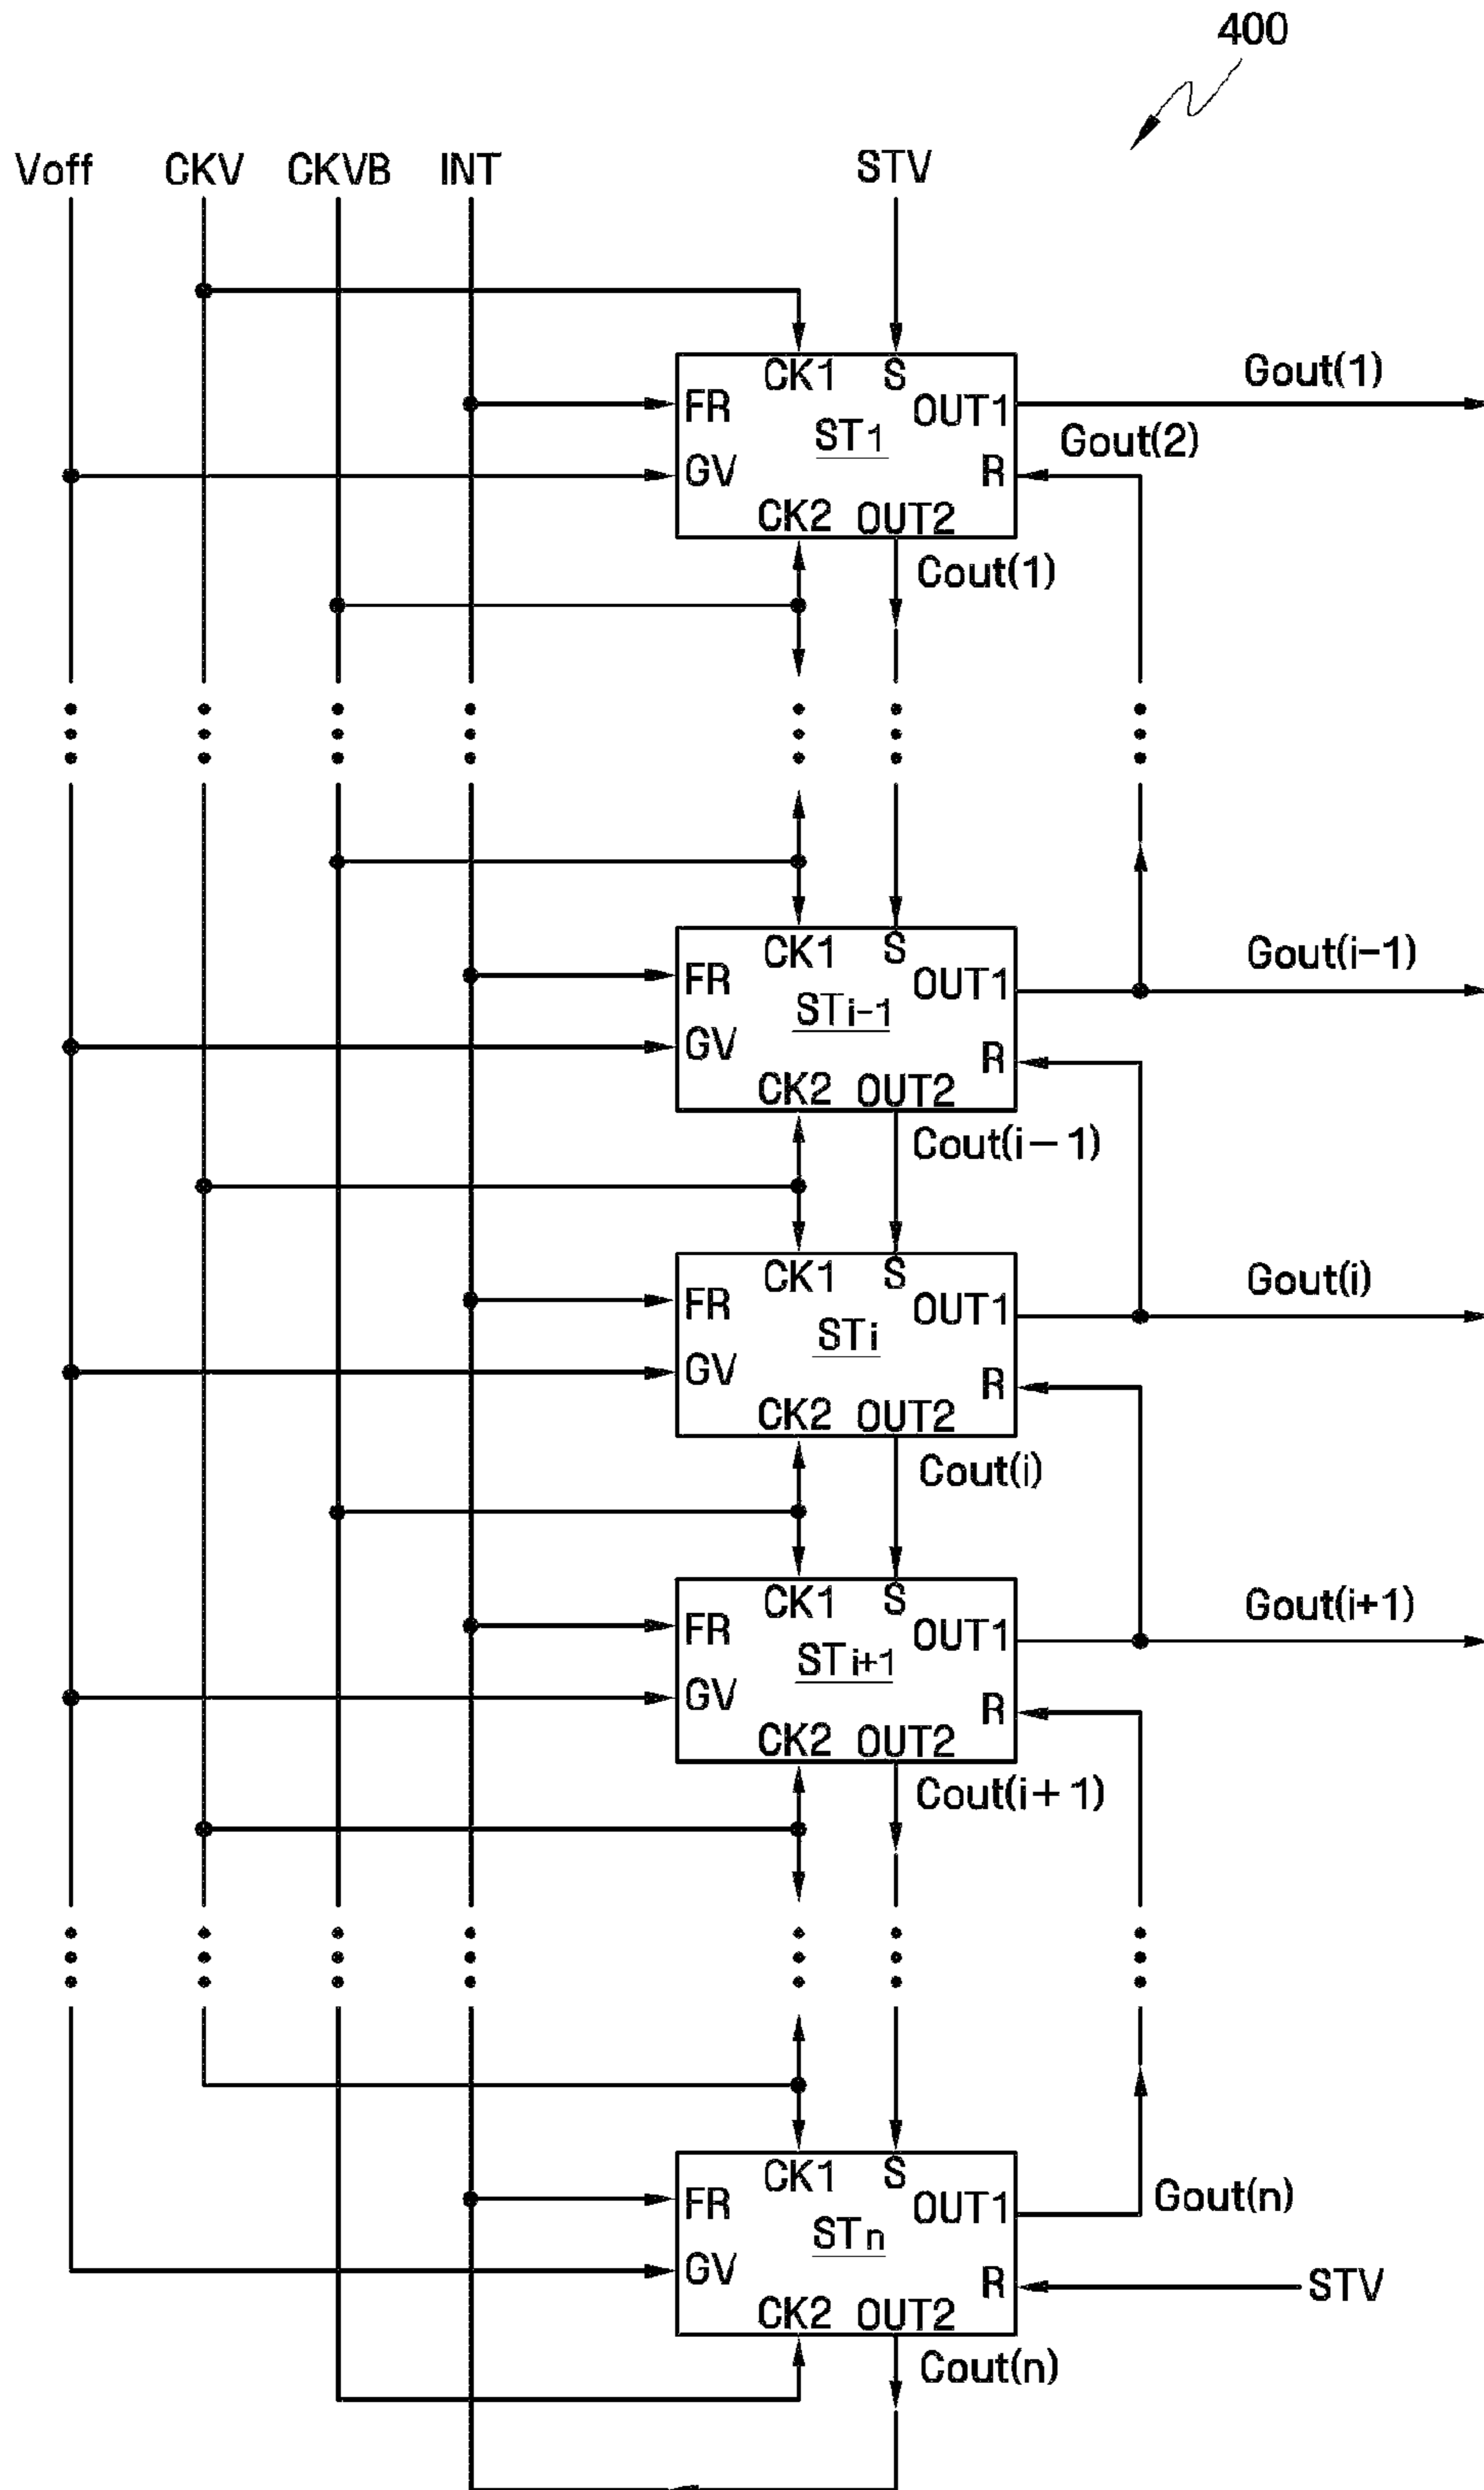 400
Voff CKV CKVB INT STV
CK1 S
FR OUT1 Gout(1)
ST1 Gout(2)
GV R
CK2 OUT2
Cout(1)
CK1 S
FR OUT1 Gout(i-1)
STi-1
GV R
CK2 OUT2
Cout(i-1)
CK1 S
FR OUT1 Gout(i)
STi
GV R
CK2 OUT2
Cout(i)
CK1 S
FR OUT1 Gout(i+1)
STi+1
GV R
CK2 OUT2
Cout(i+1)
CK1 S
FR OUT1 Gout(n)
STn
GV R STV
CK2 OUT2
Cout(n)